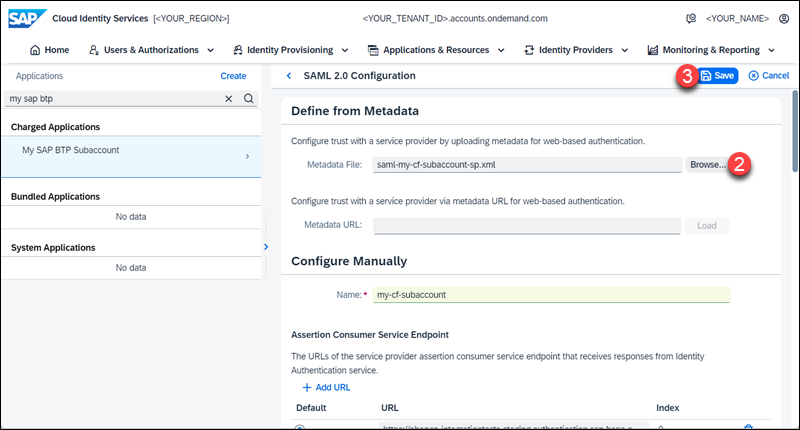 SAP Cloud Identity Services [<YOUR_REGION>] <YOUR_TENANT_ID>.accounts.ondemand.com <YOUR_NAME>
Home Users & Authorizations Identity Provisioning Applications & Resources Identity Providers Monitoring & Reporting
Applications Create
my sap btp
Charged Applications
My SAP BTP Subaccount
Bundled Applications
No data
System Applications
No data
SAML 2.0 Configuration 3 Save Cancel
Define from Metadata
Configure trust with a service provider by uploading metadata for web-based authentication.
Metadata File: saml-my-cf-subaccount-sp.xml Browse... 2
Configure trust with a service provider via metadata URL for web-based authentication.
Metadata URL: Load
Configure Manually
Name:* my-cf-subaccount
Assertion Consumer Service Endpoint
The URLs of the service provider assertion consumer service endpoint that receives responses from Identity
Authentication service.
+ Add URL
Default URL Index